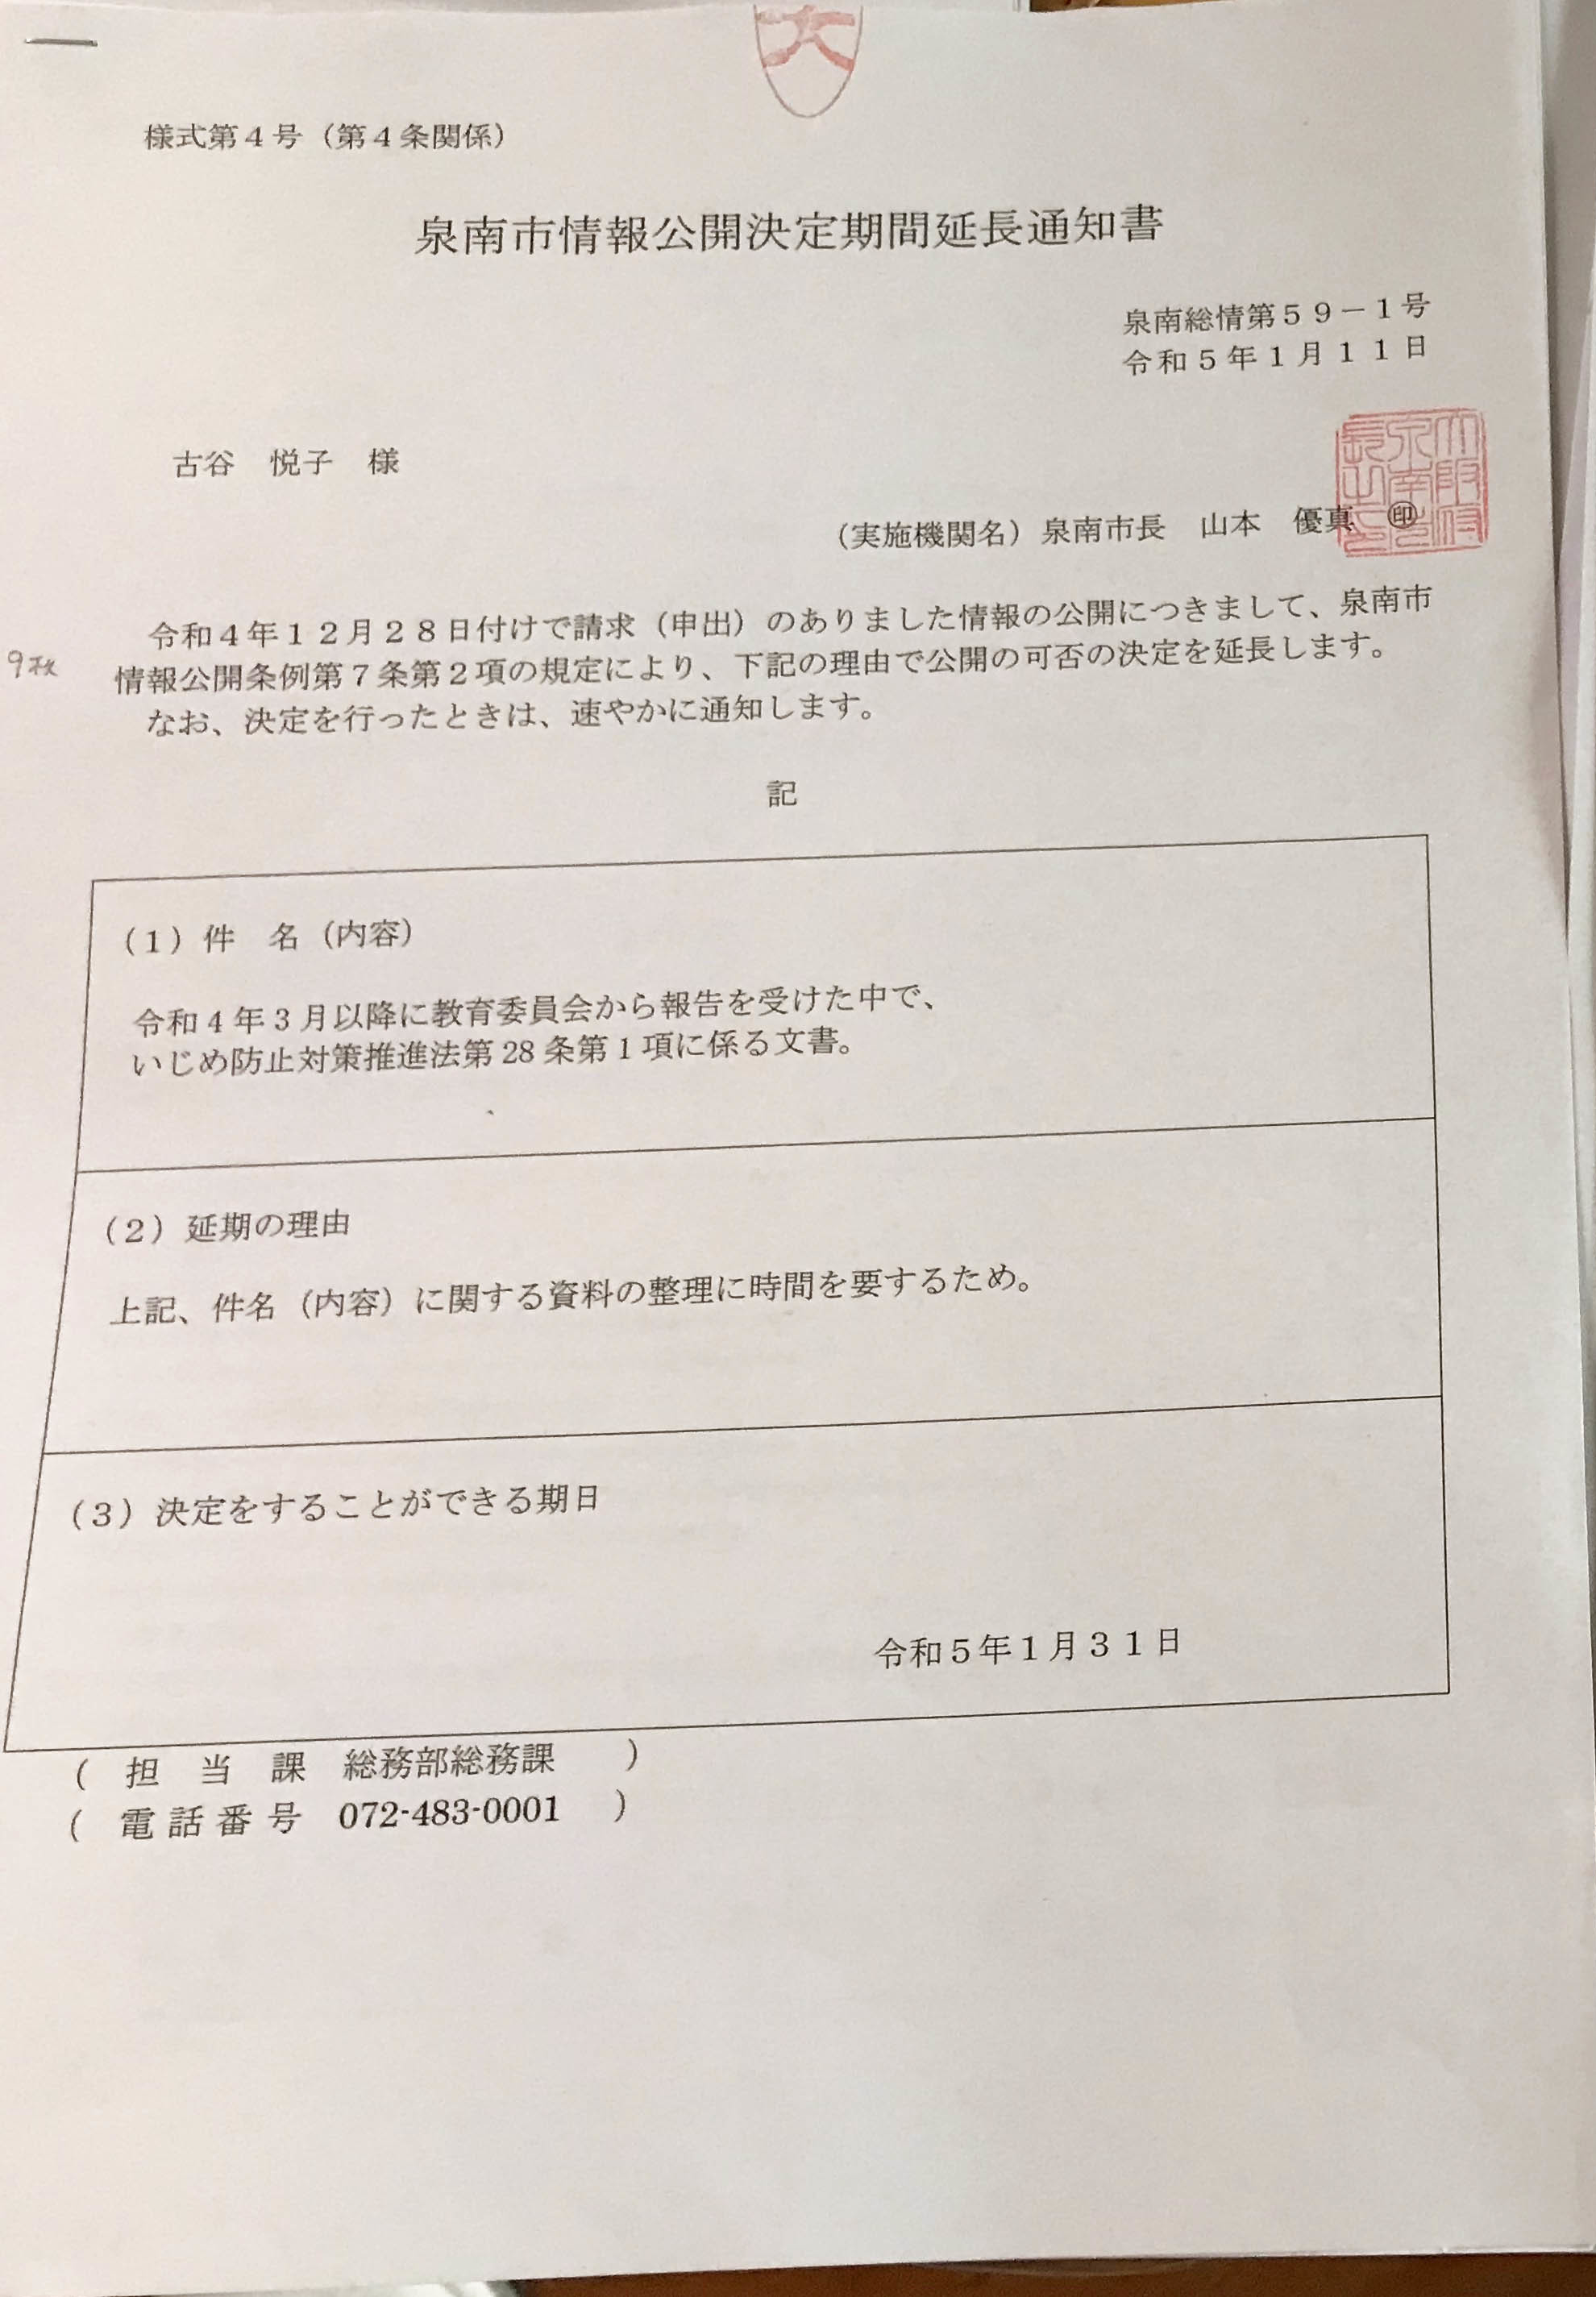 大
様式第４号（第４条関係）
泉南市情報公開決定期間延長通知書
泉南総情第５９－１号
令和５年１月１１日
古谷　悦子　様
（実施機関名）泉南市長　山本　優真　㊞
令和４年１２月２８日付けで請求（申出）のありました情報の公開につきまして、泉南市
9枚
情報公開条例第７条第２項の規定により、下記の理由で公開の可否の決定を延長します。
なお、決定を行ったときは、速やかに通知します。
記
（１）件　名（内容）
令和４年３月以降に教育委員会から報告を受けた中で、
いじめ防止対策推進法第 28 条第１項に係る文書。
（２）延期の理由
上記、件名（内容）に関する資料の整理に時間を要するため。
（３）決定をすることができる期日
令和５年１月３１日
（　担　当　課　総務部総務課　　）
（　電 話 番 号　072-483-0001　）